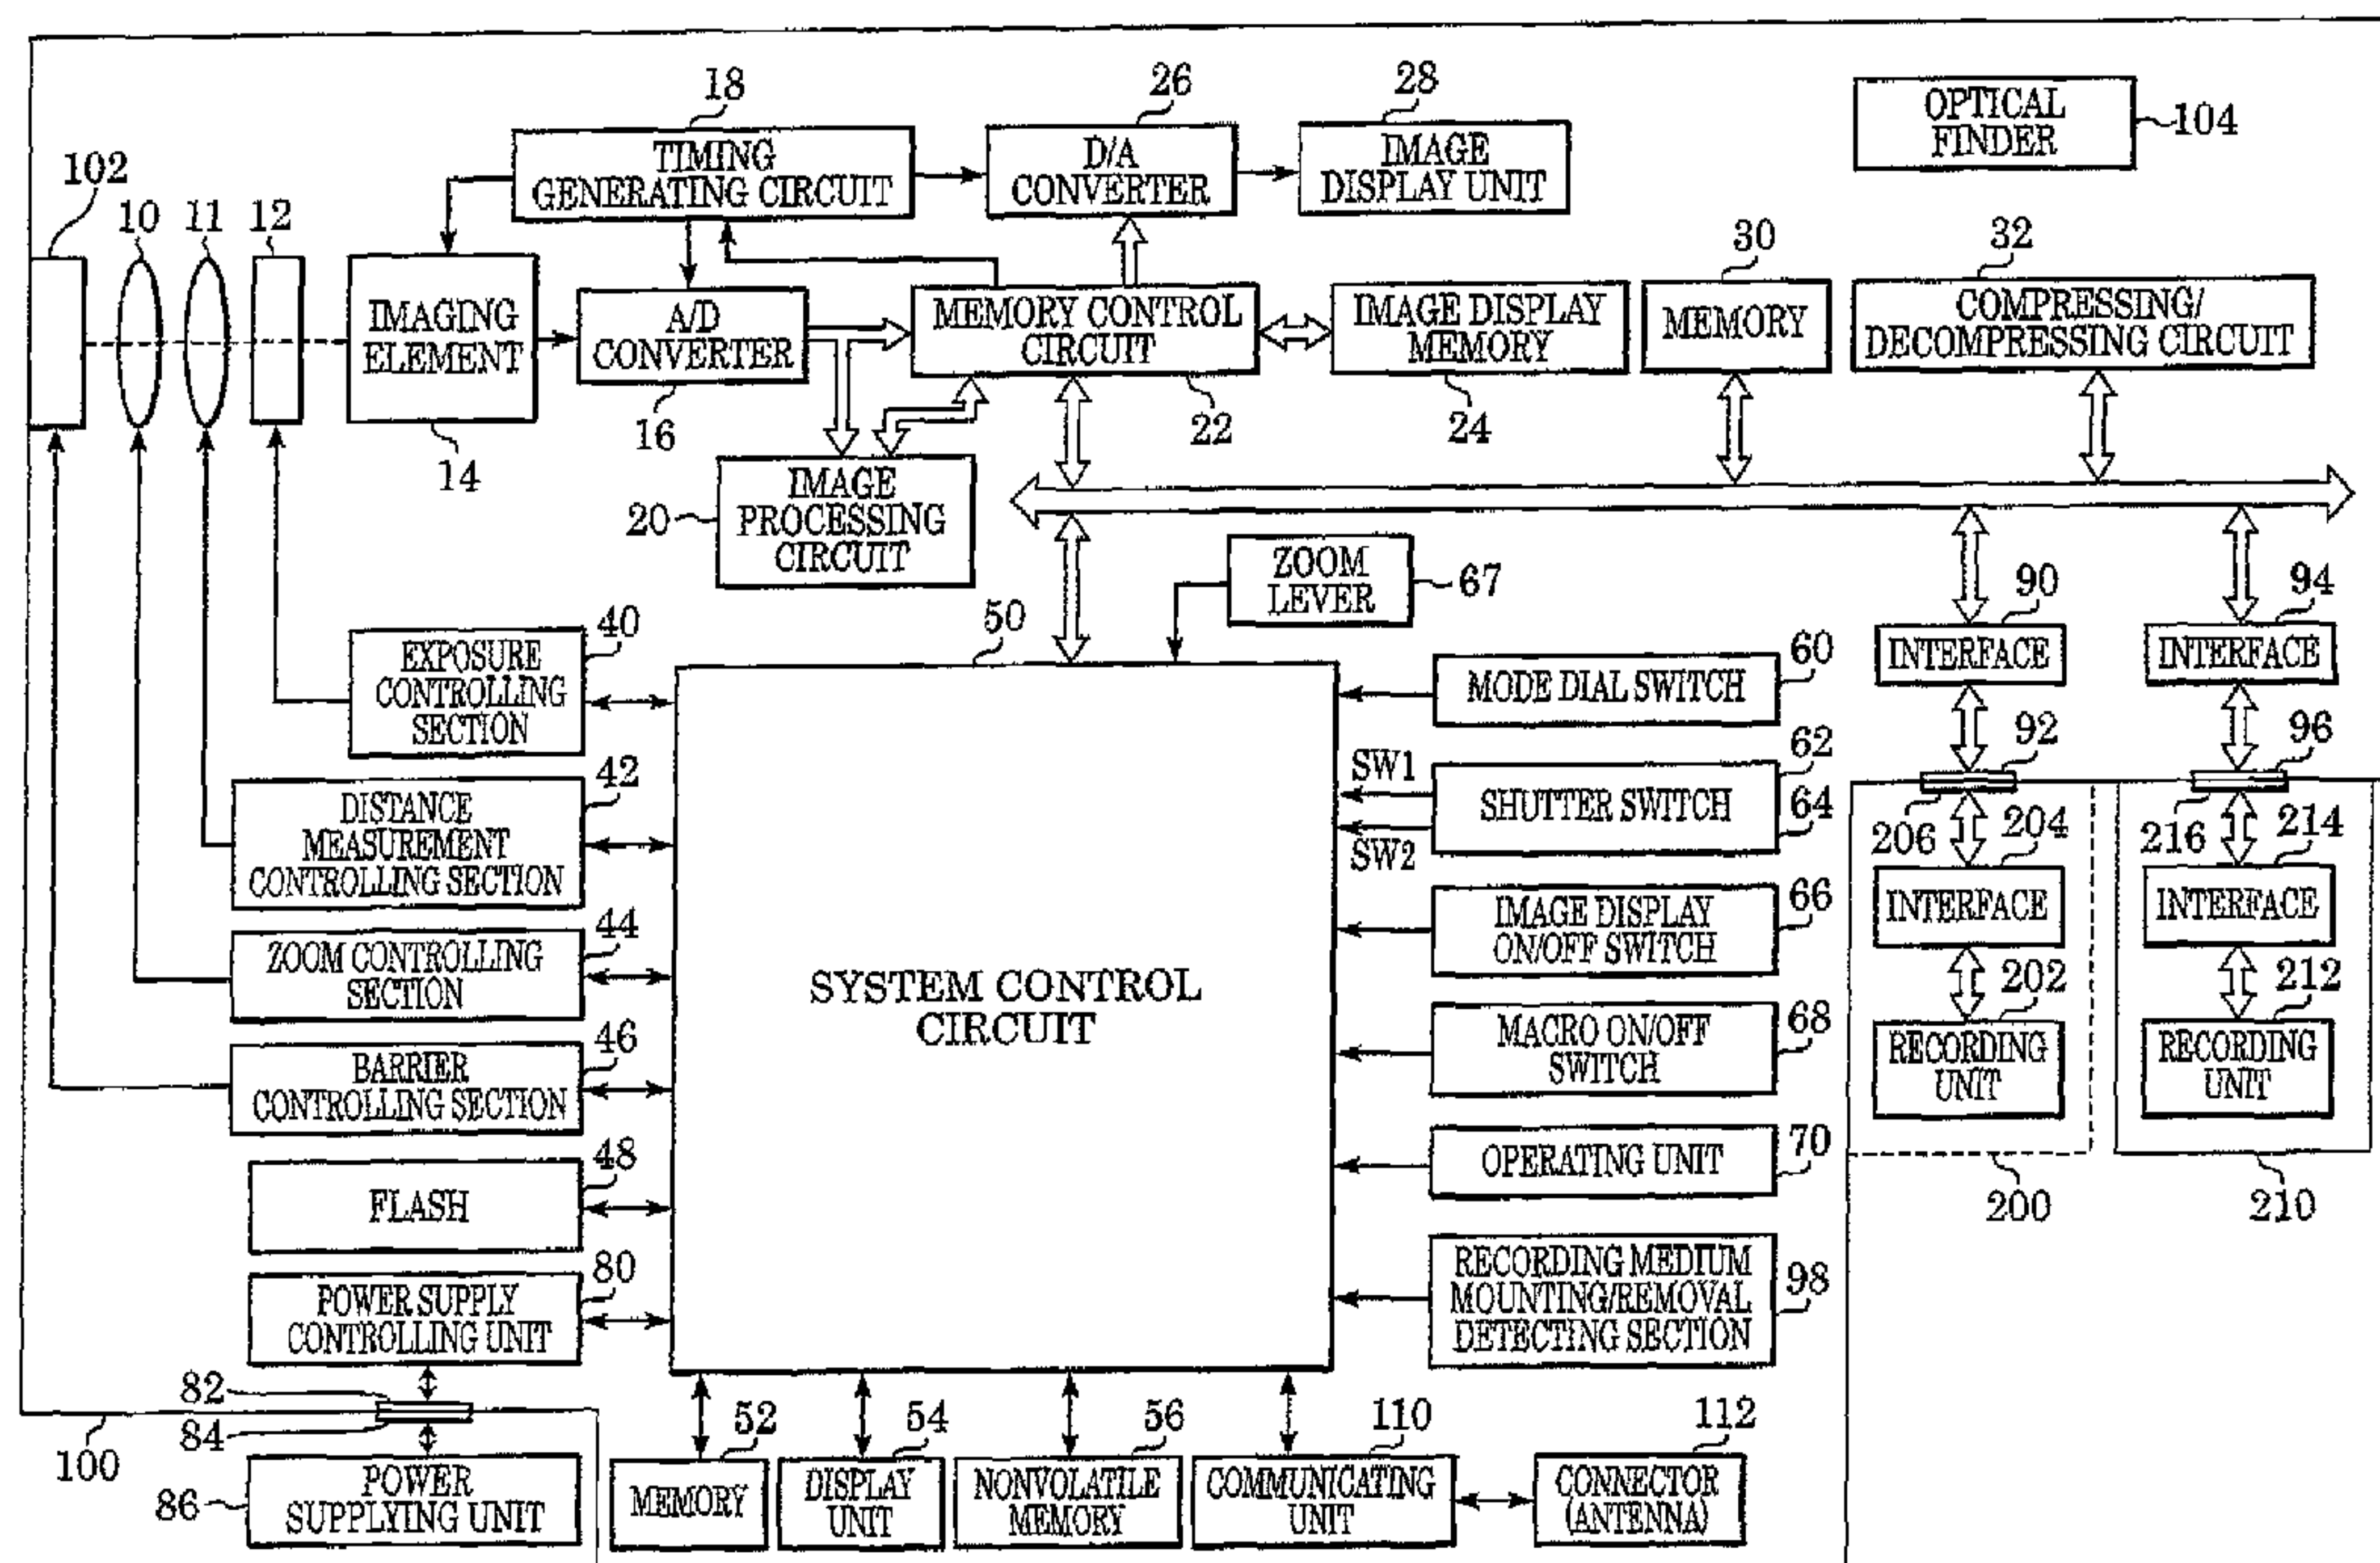 18
26
28
TIMING
GENERATING CIRCUIT
D/A
CONVERTER
IMAGE
DISPLAY UNIT
OPTICAL
FINDER
104
102
10
11
12
30
32
IMAGING
ELEMENT
A/D
CONVERTER
MEMORY CONTROL
CIRCUIT
IMAGE DISPLAY
MEMORY
MEMORY
COMPRESSING/
DECOMPRESSING CIRCUIT
14
16
22
24
20
IMAGE
PROCESSING
CIRCUIT
ZOOM
LEVER
67
90
94
40
50
INTERFACE
INTERFACE
EXPOSURE
CONTROLLING
SECTION
MODE DIAL SWITCH
60
92
96
42
DISTANCE
MEASUREMENT
CONTROLLING SECTION
SW1
SW2
SHUTTER SWITCH
62
64
206
204
216
214
INTERFACE
INTERFACE
44
ZOOM CONTROLLING
SECTION
IMAGE DISPLAY
ON/OFF SWITCH
66
202
212
RECORDING
UNIT
RECORDING
UNIT
SYSTEM CONTROL
CIRCUIT
46
BARRIER
CONTROLLING SECTION
MACRO ON/OFF
SWITCH
68
48
FLASH
OPERATING UNIT
70
200
210
80
POWER SUPPLY
CONTROLLING UNIT
RECORDING MEDIUM
MOUNTING/REMOVAL
DETECTING SECTION
98
82
84
100
86
POWER
SUPPLYING UNIT
52
54
56
110
112
MEMORY
DISPLAY
UNIT
NONVOLATILE
MEMORY
COMMUNICATING
UNIT
CONNECTOR
(ANTENNA)